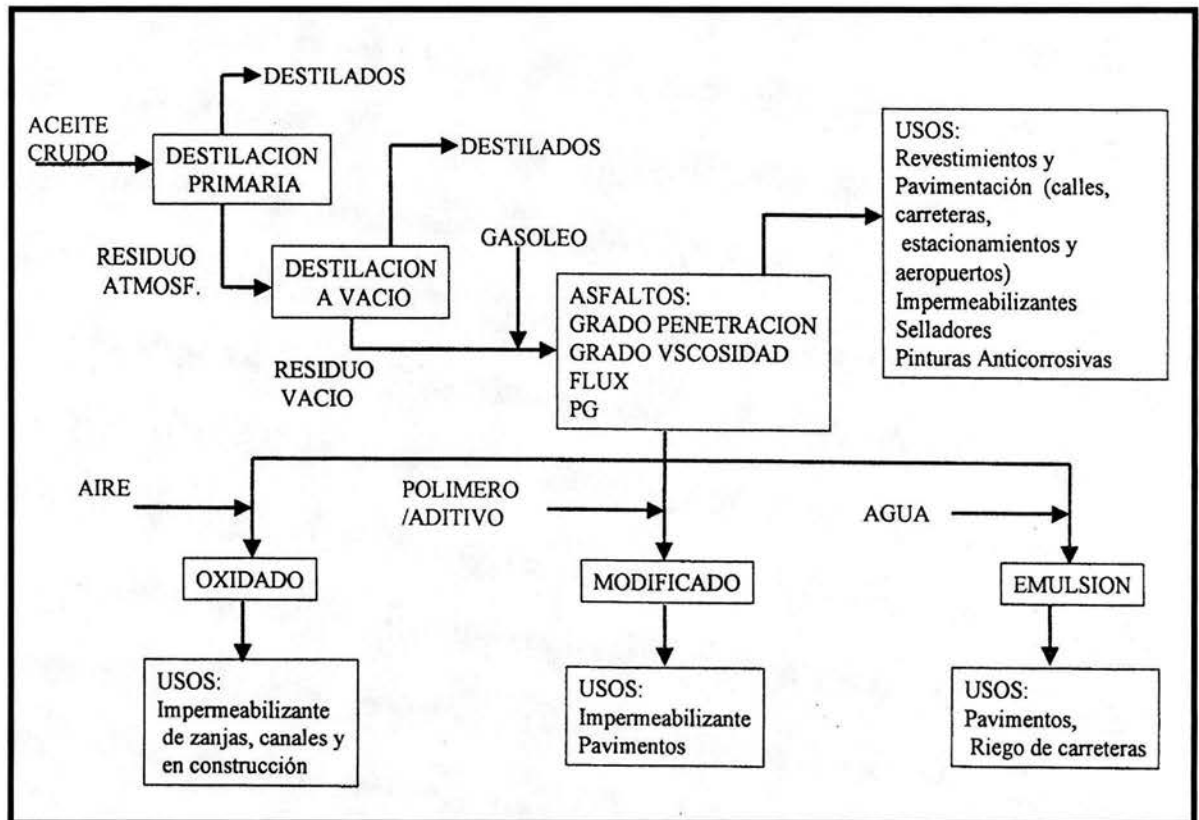 DESTILADOS
ACEITE
CRUDO
DESTILACION
PRIMARIA
DESTILADOS
RESIDUO
ATMOSF.
DESTILACION
A VACIO
GASOLEO
RESIDUO
VACIO
ASFALTOS:
GRADO PENETRACION
GRADO VSCOSIDAD
FLUX
PG
USOS:
Revestimientos y
Pavimentación (calles,
carreteras,
estacionamientos y
aeropuertos)
Impermeabilizantes
Selladores
Pinturas Anticorrosivas
AIRE
POLIMERO
/ADITIVO
AGUA
OXIDADO
MODIFICADO
EMULSION
USOS:
Impermeabilizante
de zanjas, canales y
en construcción
USOS:
Impermeabilizante
Pavimentos
USOS:
Pavimentos,
Riego de carreteras